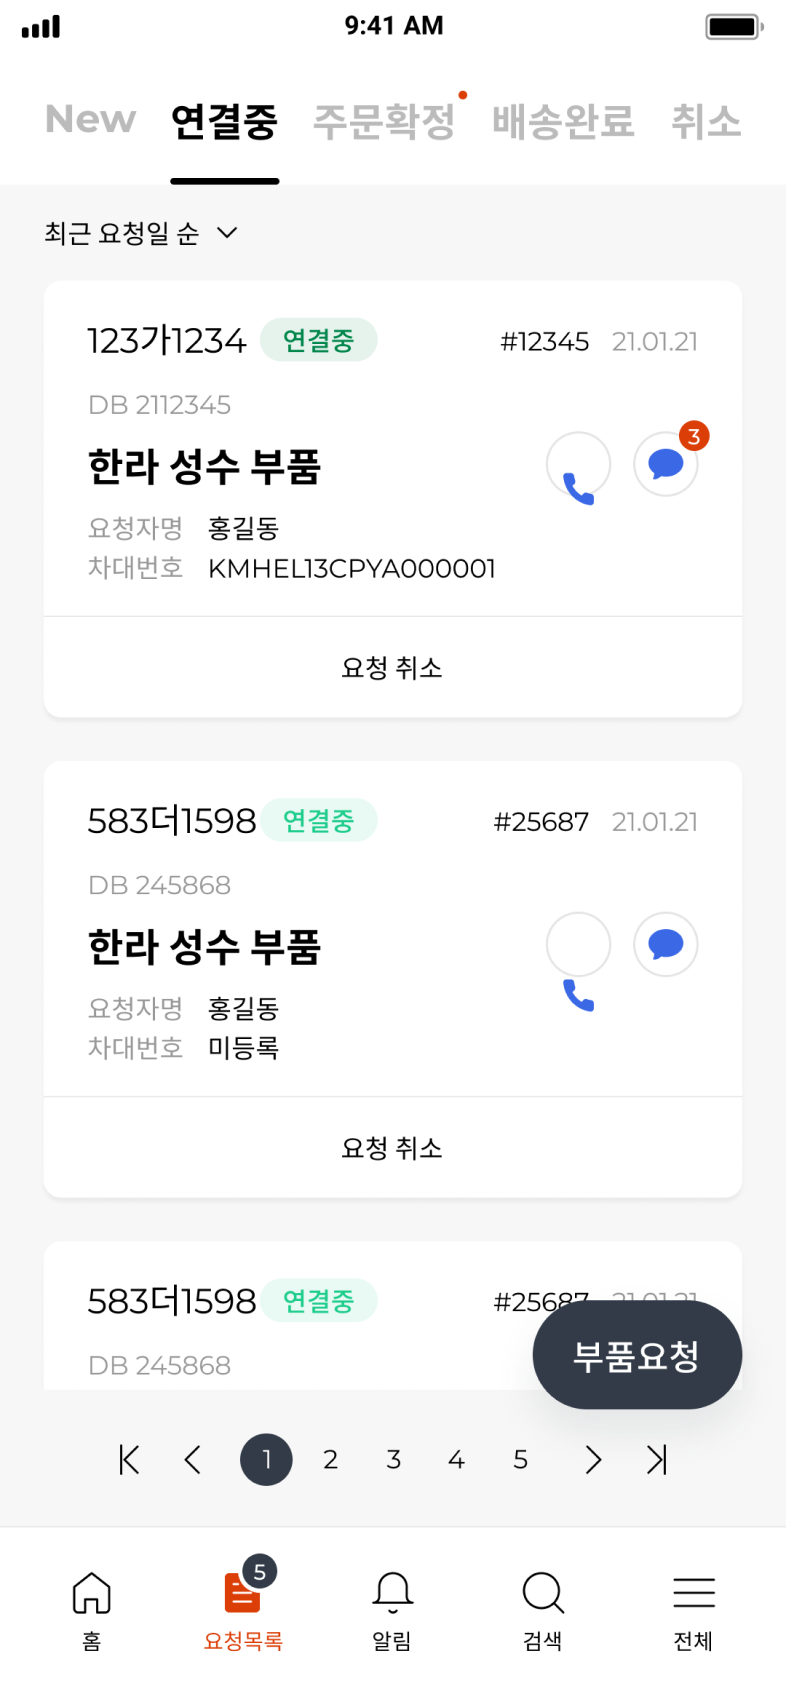 9:41 AM
New 연결중 주문확정 배송완료 취소
최근 요청일 순
123가1234 연결중 #12345 21.01.21
DB 2112345
한라 성수 부품
3
요청자명 홍길동
차대번호 KMHEL13CPYA000001
요청 취소
583더1598 연결중 #25687 21.01.21
DB 245868
한라 성수 부품
요청자명 홍길동
차대번호 미등록
요청 취소
583더1598 연결중 #25687 21.01.21
DB 245868
부품요청
1 2 3 4 5
5
홈 요청목록 알림 검색 전체